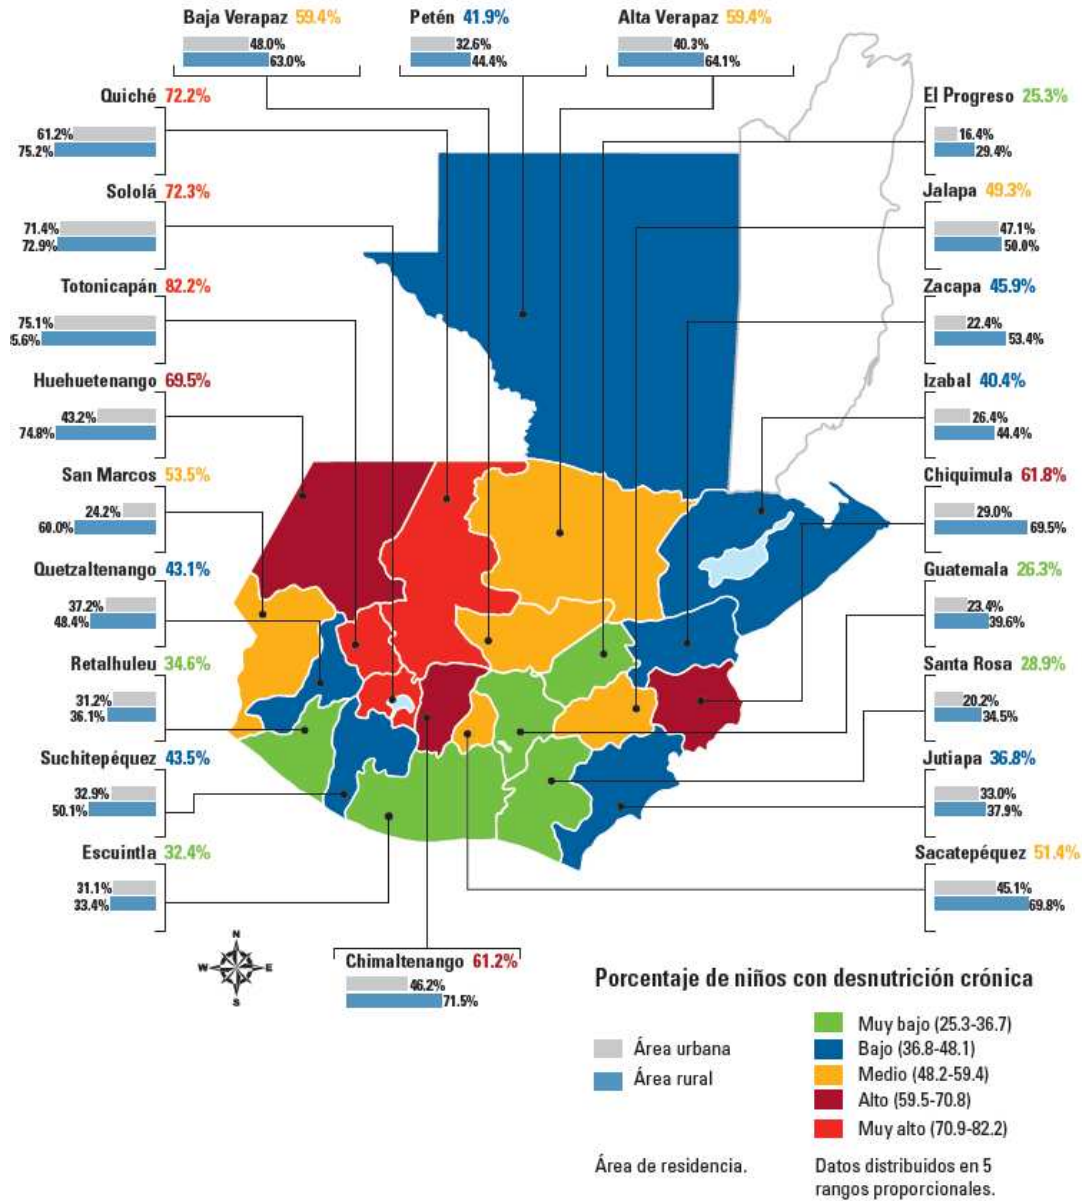 Baja Verapaz 59.4%
48.0%
63.0%
Petén 41.9%
32.6%
44.4%
Alta Verapaz 59.4%
40.3%
64.1%
Quiché 72.2%
61.2%
75.2%
Sololá 72.3%
71.4%
72.9%
Totonicapán 82.2%
75.1%
5.6%
Huehuetenango 69.5%
43.2%
74.8%
San Marcos 53.5%
24.2%
60.0%
Quetzaltenango 43.1%
37.2%
48.4%
Retalhuleu 34.6%
31.2%
36.1%
Suchitepéquez 43.5%
32.9%
50.1%
Escuintla 32.4%
31.1%
33.4%
El Progreso 25.3%
16.4%
29.4%
Jalapa 49.3%
47.1%
50.0%
Zacapa 45.9%
22.4%
53.4%
Izabal 40.4%
26.4%
44.4%
Chiquimula 61.8%
29.0%
69.5%
Guatemala 26.3%
23.4%
39.6%
Santa Rosa 28.9%
20.2%
34.5%
Jutiapa 36.8%
33.0%
37.9%
Sacatepéquez 51.4%
45.1%
69.8%
N
W E
S
Chimaltenango 61.2%
46.2%
71.5%
Porcentaje de niños con desnutrición crónica
Área urbana
Área rural
Área de residencia.
Muy bajo (25.3-36.7)
Bajo (36.8-48.1)
Medio (48.2-59.4)
Alto (59.5-70.8)
Muy alto (70.9-82.2)
Datos distribuidos en 5
rangos proporcionales.